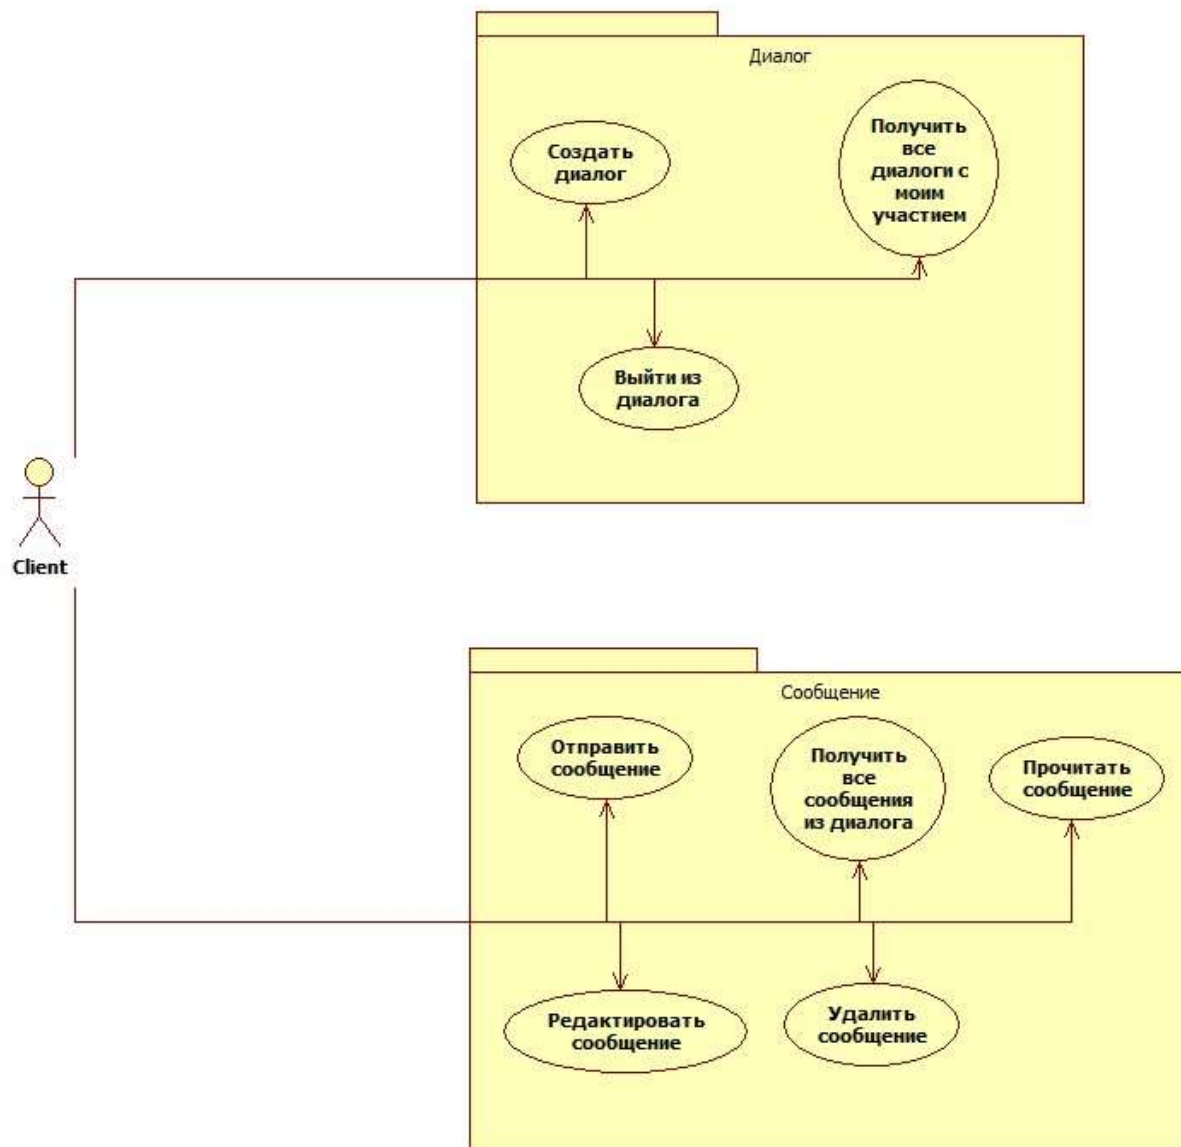 Диалог
Создать
диалог
Получить
все
диалоги с
моим
участием
Выйти из
диалога
Client
Сообщение
Отправить
сообщение
Получить
все
сообщения
из диалога
Прочитать
сообщение
Редактировать
сообщение
Удалить
сообщение